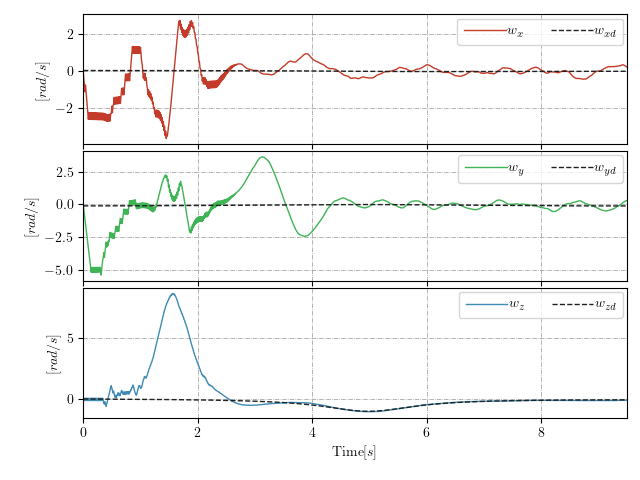 2
0
−2
[rad/s]
w_x
w_xd
2.5
0.0
−2.5
−5.0
[rad/s]
w_y
w_yd
5
0
[rad/s]
w_z
w_zd
0 2 4 6 8
Time[s]